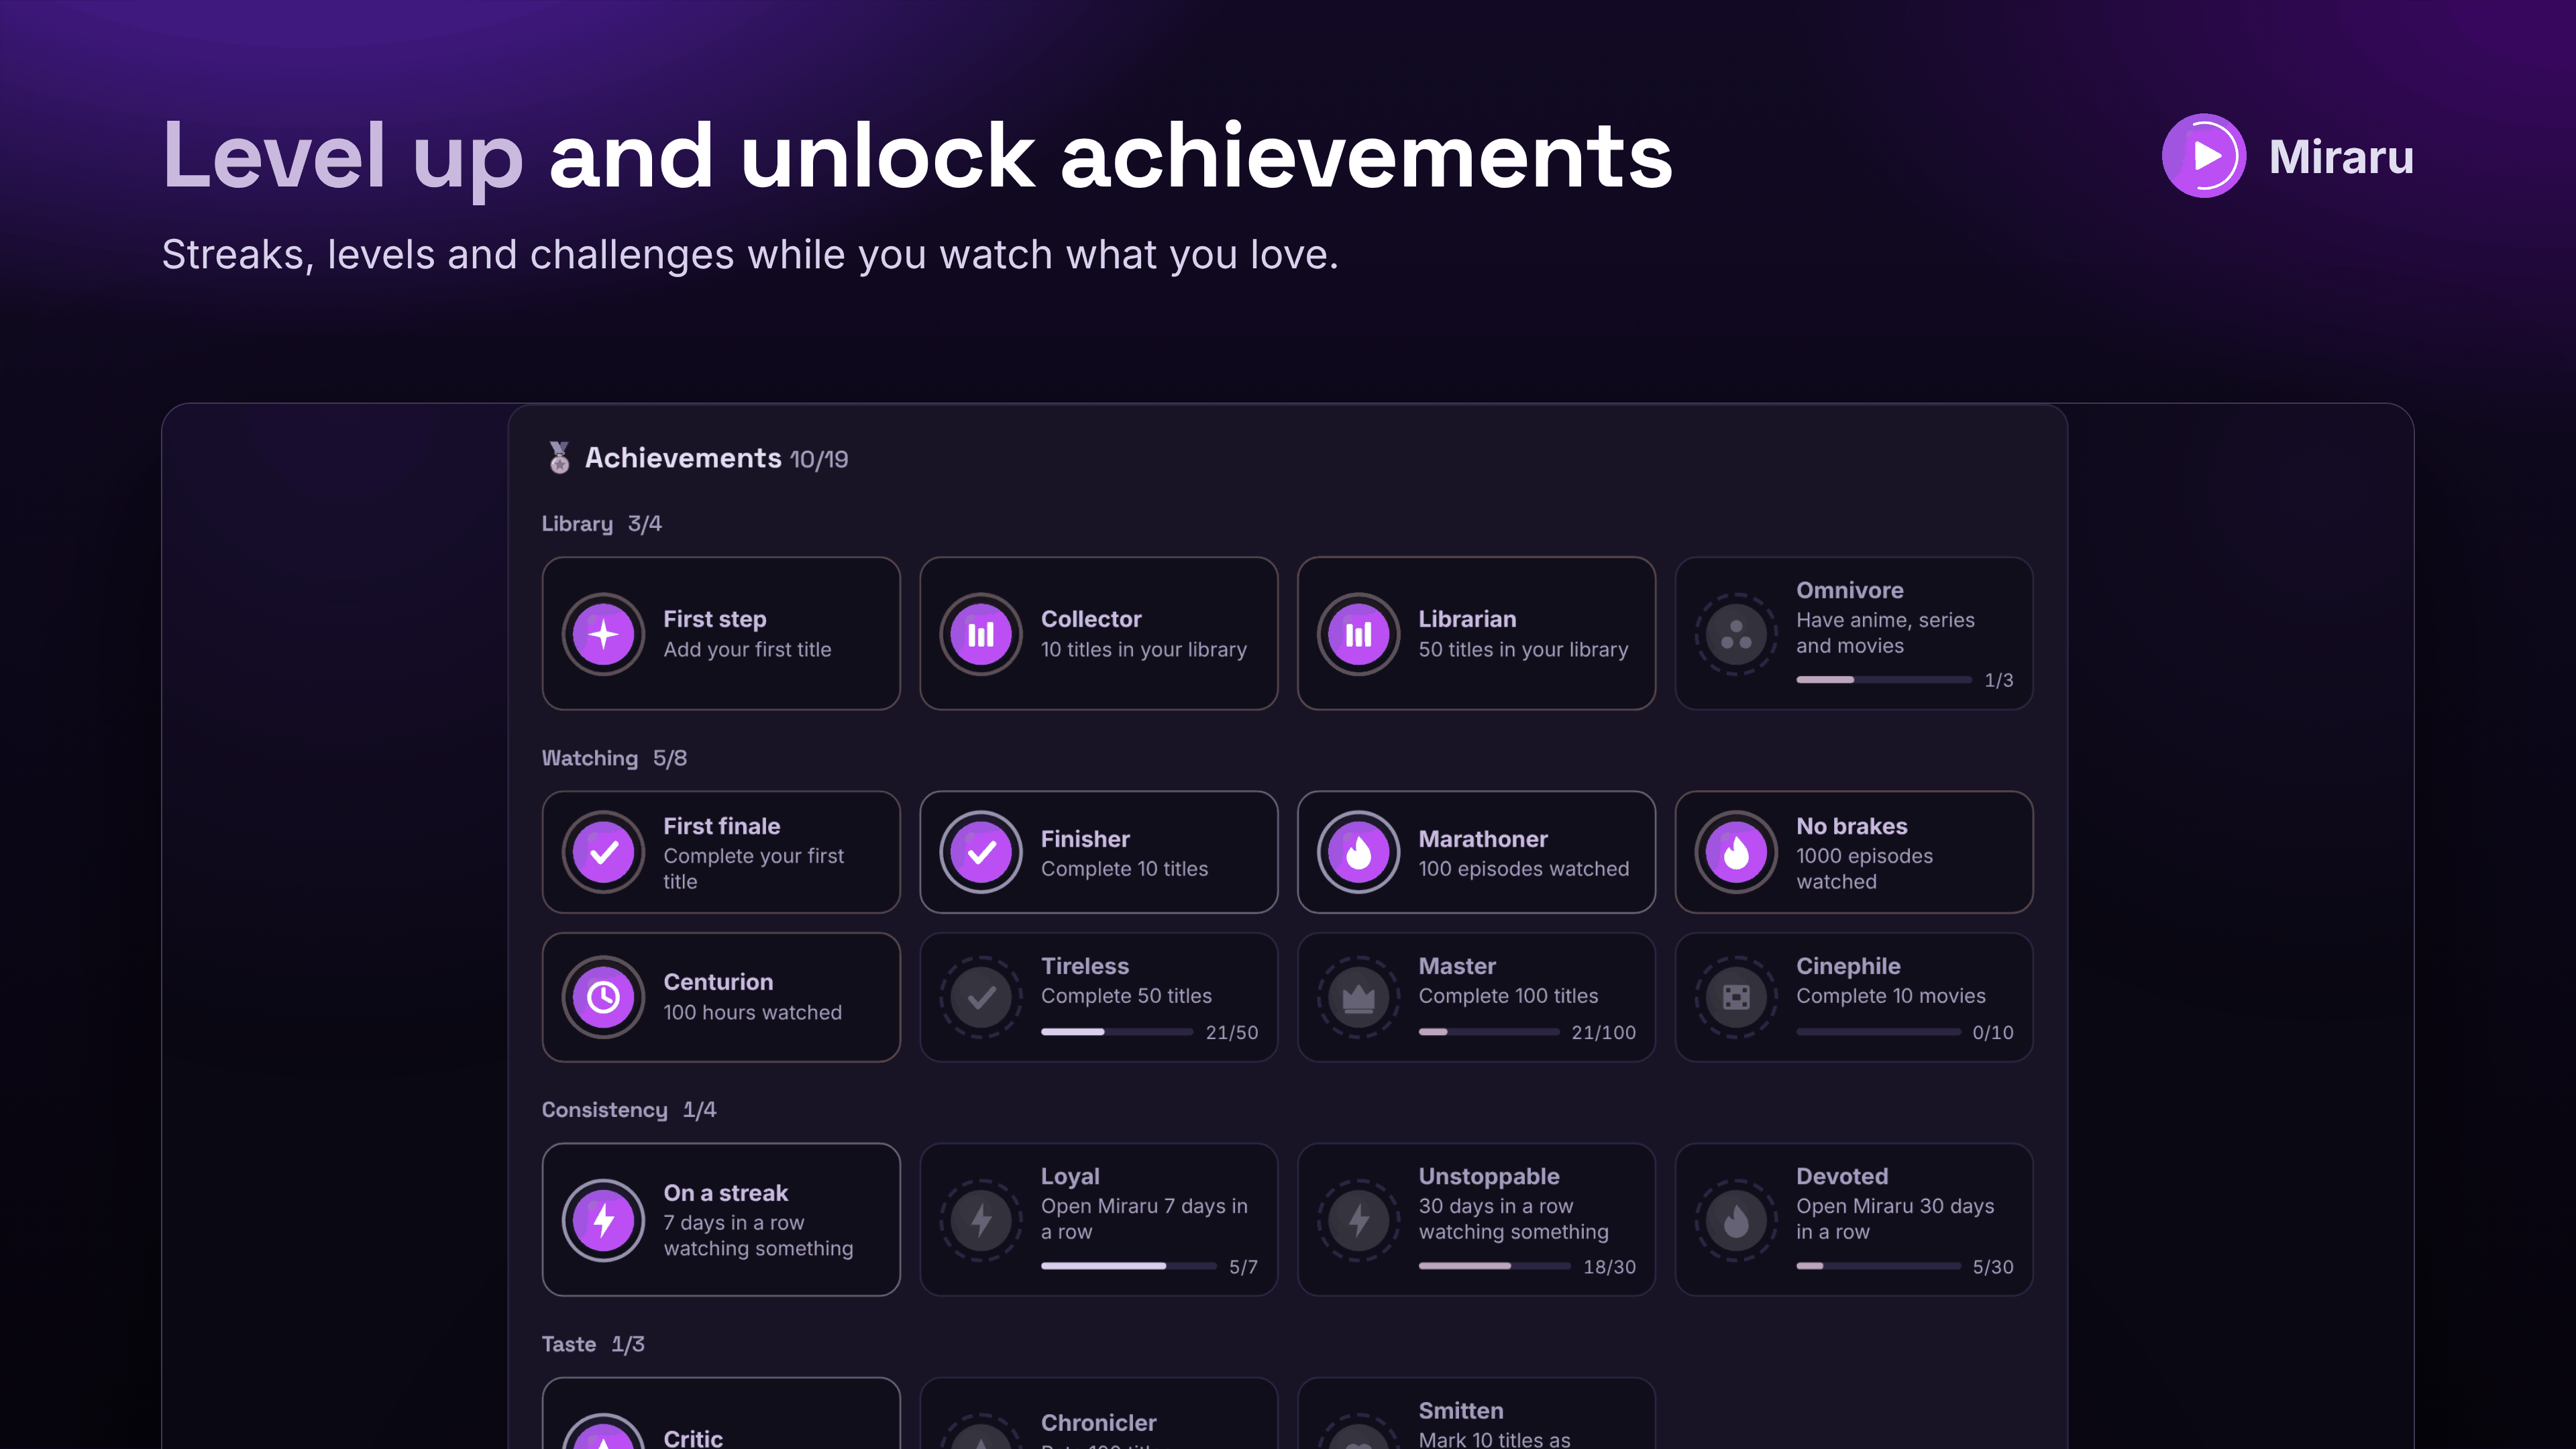 Level up and unlock achievements
Miraru
Streaks, levels and challenges while you watch what you love.
Achievements 10/19
Library 3/4
First step
Add your first title
Collector
10 titles in your library
Librarian
50 titles in your library
Omnivore
Have anime, series
and movies
1/3
Watching 5/8
First finale
Complete your first
title
Finisher
Complete 10 titles
Marathoner
100 episodes watched
No brakes
1000 episodes
watched
Centurion
100 hours watched
Tireless
Complete 50 titles
21/50
Master
Complete 100 titles
21/100
Cinephile
Complete 10 movies
0/10
Consistency 1/4
On a streak
7 days in a row
watching something
Loyal
Open Miraru 7 days in
a row
5/7
Unstoppable
30 days in a row
watching something
18/30
Devoted
Open Miraru 30 days
in a row
5/30
Taste 1/3
Critic
Chronicler
Smitten
Mark 10 titles as